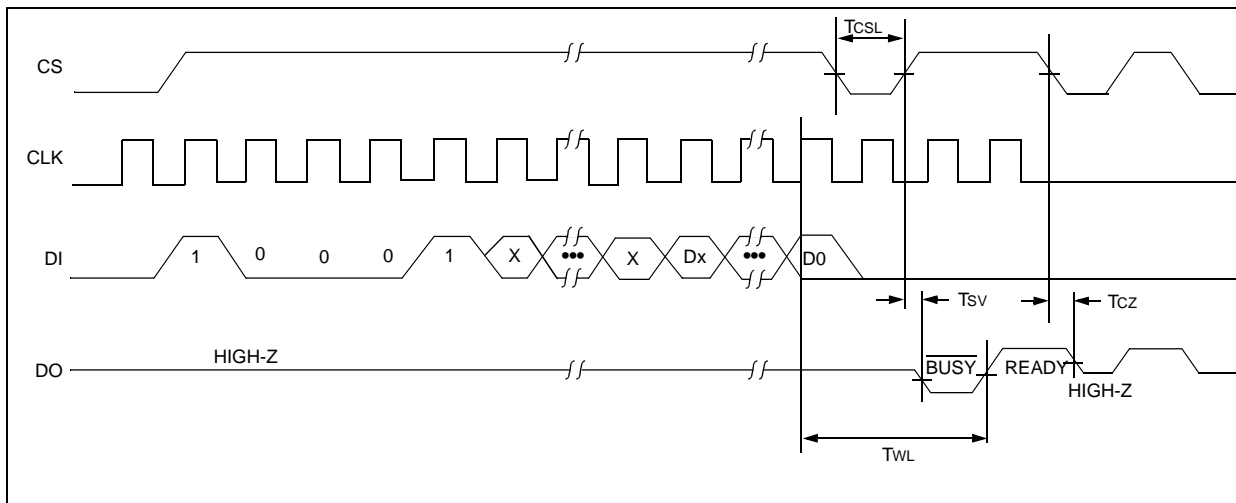 TCSL
CS
CLK
DI 1 0 0 0 1 X ••• X Dx ••• D0
TSV TCZ
HIGH-Z
DO BUSY READY
HIGH-Z
TWL